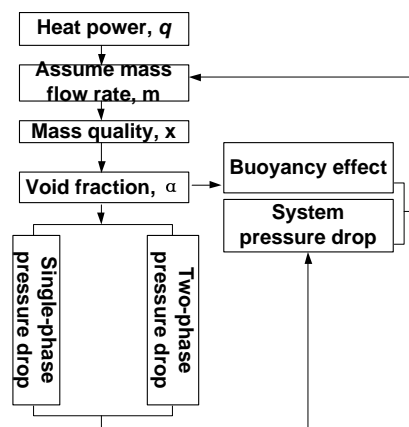 Heat power, q
Assume mass
flow rate, m
Mass quality, x
Void fraction, α
Buoyancy effect
System
pressure drop
Single-phase
pressure drop
Two-phase
pressure drop